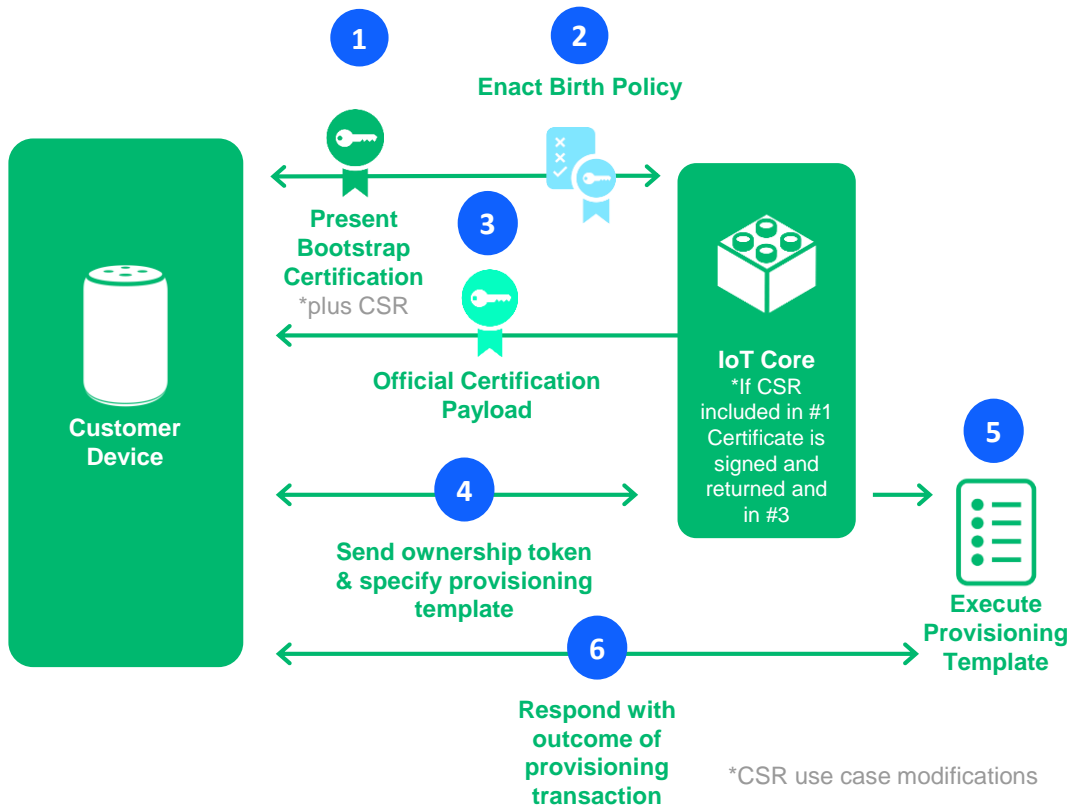 1
2
Enact Birth Policy
Present
Bootstrap
Certification
*plus CSR
3
Official Certification
Payload
Customer
Device
IoT Core
*If CSR
included in #1
Certificate is
signed and
returned and
in #3
4
Send ownership token
& specify provisioning
template
5
Execute
Provisioning
Template
6
Respond with
outcome of
provisioning
transaction
*CSR use case modifications